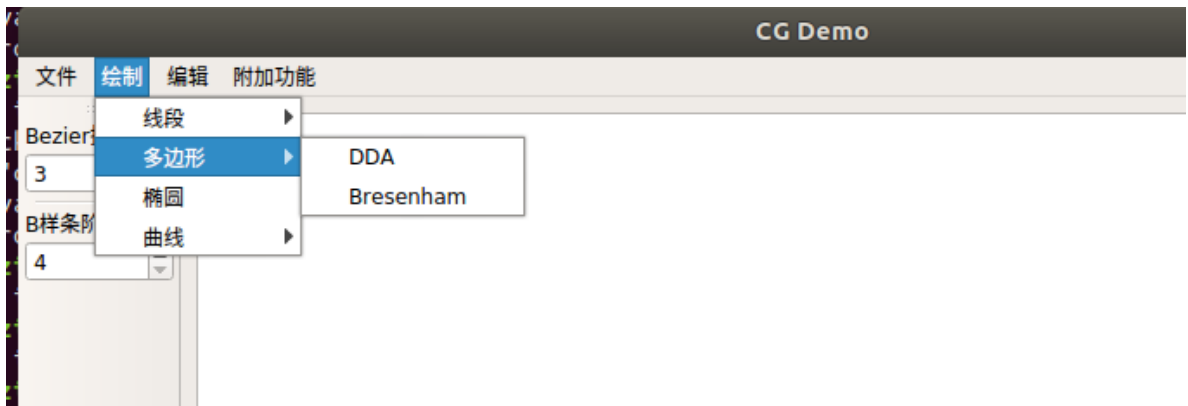 CG Demo
文件 绘制 编辑 附加功能
线段
Bezier
多边形 DDA
3
椭圆 Bresenham
B样条阶
曲线
4